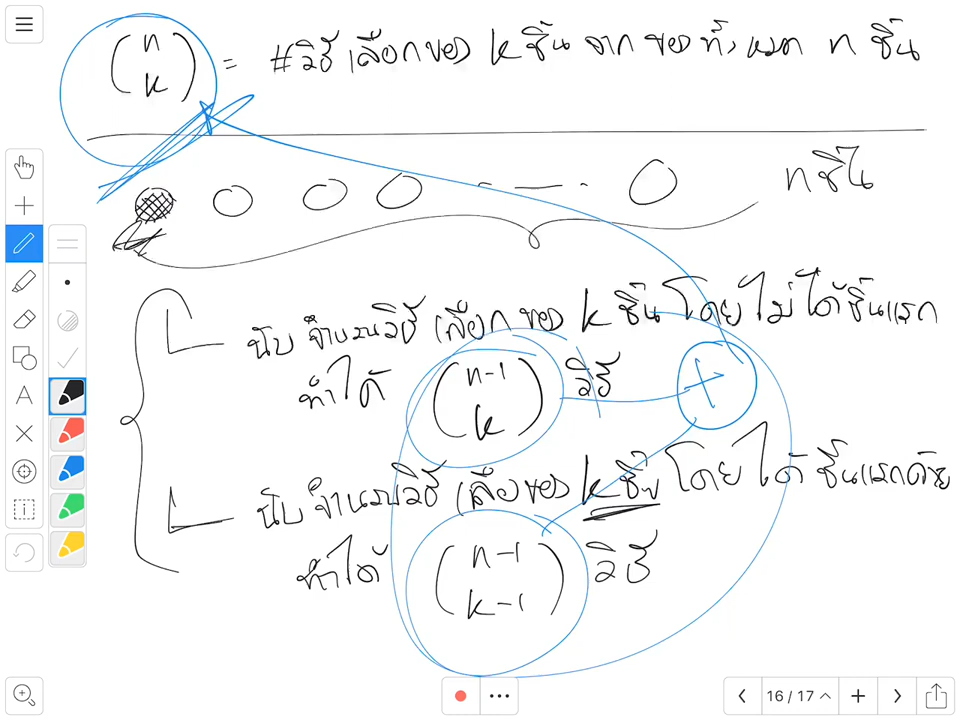 (n k) = #วิธีเลือกของ k ชิ้น จาก ของ ทั้งหมด n ชิ้น
n ชิ้น
นับ จำนวนวิธี เลือก ของ k ชิ้น โดย ไม่ ได้ ชิ้นแรก
ทำได้ (n-1 k) วิธี
+
นับ จำนวนวิธี เลือกของ k ชิ้น โดย ได้ ชิ้นแรกด้วย
ทำได้ (n-1 k-1) วิธี
16 / 17